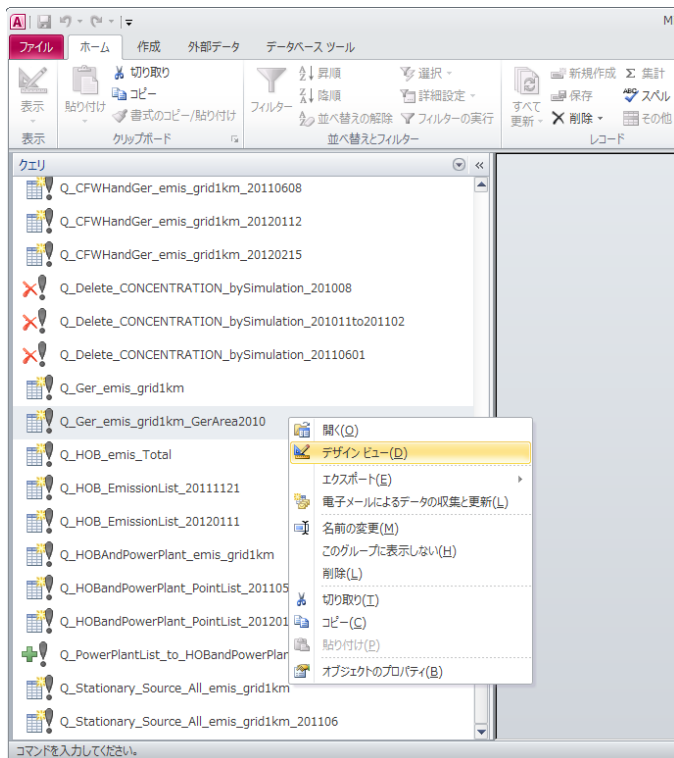 A M
ファイル ホーム 作成 外部データ データベース ツール
切り取り
コピー
書式のコピー/貼り付け
表示
貼り付け
フィルター
昇順
降順
並べ替えの解除
選択
詳細設定
フィルターの実行
すべて
更新
新規作成
保存
削除
Σ 集計
ABC スペル
その他
表示 クリップボード 並べ替えとフィルター レコード
クエリ
Q_CFWHandGer_emis_grid1km_20110608
Q_CFWHandGer_emis_grid1km_20120112
Q_CFWHandGer_emis_grid1km_20120215
Q_Delete_CONCENTRATION_bySimulation_201008
Q_Delete_CONCENTRATION_bySimulation_201011to201102
Q_Delete_CONCENTRATION_bySimulation_20110601
Q_Ger_emis_grid1km
Q_Ger_emis_grid1km_GerArea2010
Q_HOB_emis_Total
Q_HOB_EmissionList_20111121
Q_HOB_EmissionList_20120111
Q_HOBAndPowerPlant_emis_grid1km
Q_HOBandPowerPlant_PointList_201105
Q_HOBandPowerPlant_PointList_201201
Q_PowerPlantList_to_HOBandPowerPlan
Q_Stationary_Source_All_emis_grid1km
Q_Stationary_Source_All_emis_grid1km_201106
開く(O)
デザイン ビュー(D)
エクスポート(E)
電子メールによるデータの収集と更新(L)
名前の変更(M)
このグループに表示しない(H)
削除(L)
切り取り(T)
コピー(C)
貼り付け(P)
オブジェクトのプロパティ(B)
コマンドを入力してください。